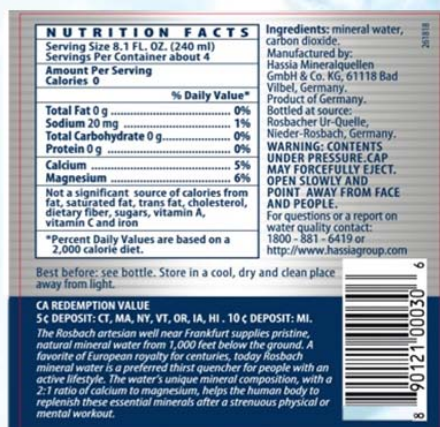 NUTRITION FACTS
Serving Size 8.1 FL. OZ. (240 ml)
Servings Per Container about 4
Amount Per Serving
Calories 0
% Daily Value*
Total Fat 0 g ........ 0%
Sodium 20 mg ........ 1%
Total Carbohydrate 0 g ........ 0%
Protein 0 g ........ 0%
Calcium ........ 5%
Magnesium ........ 6%
Not a significant source of calories from
fat, saturated fat, trans fat, cholesterol,
dietary fiber, sugars, vitamin A,
vitamin C and iron
*Percent Daily Values are based on a
2,000 calorie diet.
Ingredients: mineral water,
carbon dioxide.
Manufactured by:
Hassia Mineralquellen
GmbH & Co. KG, 61118 Bad
Vilbel, Germany.
Product of Germany.
Bottled at source:
Rosbacher Ur-Quelle,
Nieder-Rosbach, Germany.
WARNING: CONTENTS
UNDER PRESSURE.CAP
MAY FORCEFULLY EJECT.
OPEN SLOWLY AND
POINT AWAY FROM FACE
AND PEOPLE.
For questions or a report on
water quality contact:
1800 - 881 - 6419 or
http://www.hassiagroup.com
261818
Best before: see bottle. Store in a cool, dry and clean place
away from light.
CA REDEMPTION VALUE
5¢ DEPOSIT: CT, MA, NY, VT, OR, IA, HI . 10 ¢ DEPOSIT: MI.
The Rosbach artesian well near Frankfurt supplies pristine,
natural mineral water from 1,000 feet below the ground. A
favorite of European royalty for centuries, today Rosbach
mineral water is a preferred thirst quencher for people with an
active lifestyle. The water's unique mineral composition, with a
2:1 ratio of calcium to magnesium, helps the human body to
replenish these essential minerals after a strenuous physical or
mental workout.
8 90121 00030 6